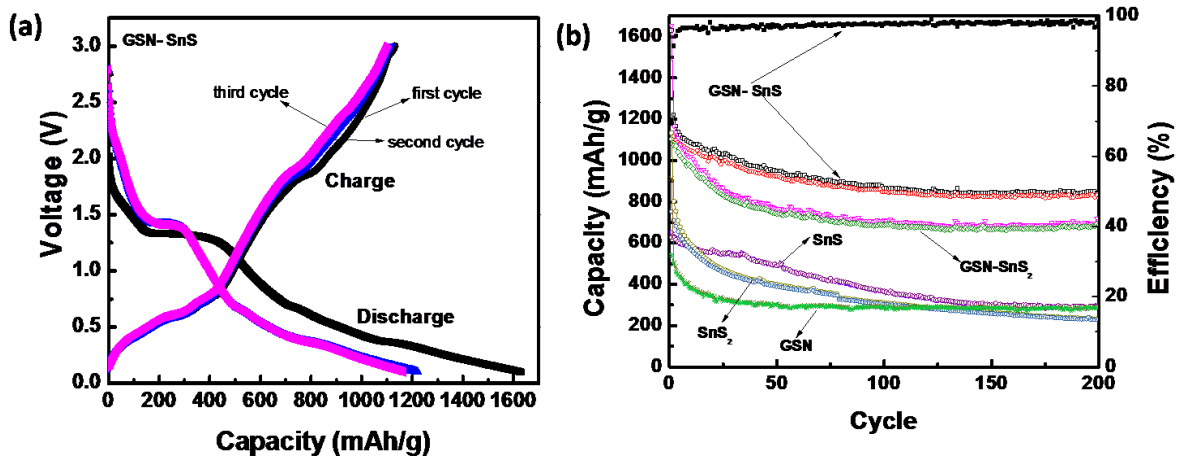 (a)
GSN- SnS
3.0
2.5
2.0
1.5
1.0
0.5
0.0
Voltage (V)
third cycle
first cycle
second cycle
Charge
Discharge
0 200 400 600 800 1000 1200 1400 1600
Capacity (mAh/g)
(b)
1600
1400
1200
1000
800
600
400
200
0
Capacity (mAh/g)
GSN- SnS
SnS
GSN-SnS₂
SnS₂
GSN
100
80
60
40
20
0
Efficiency (%)
0 50 100 150 200
Cycle